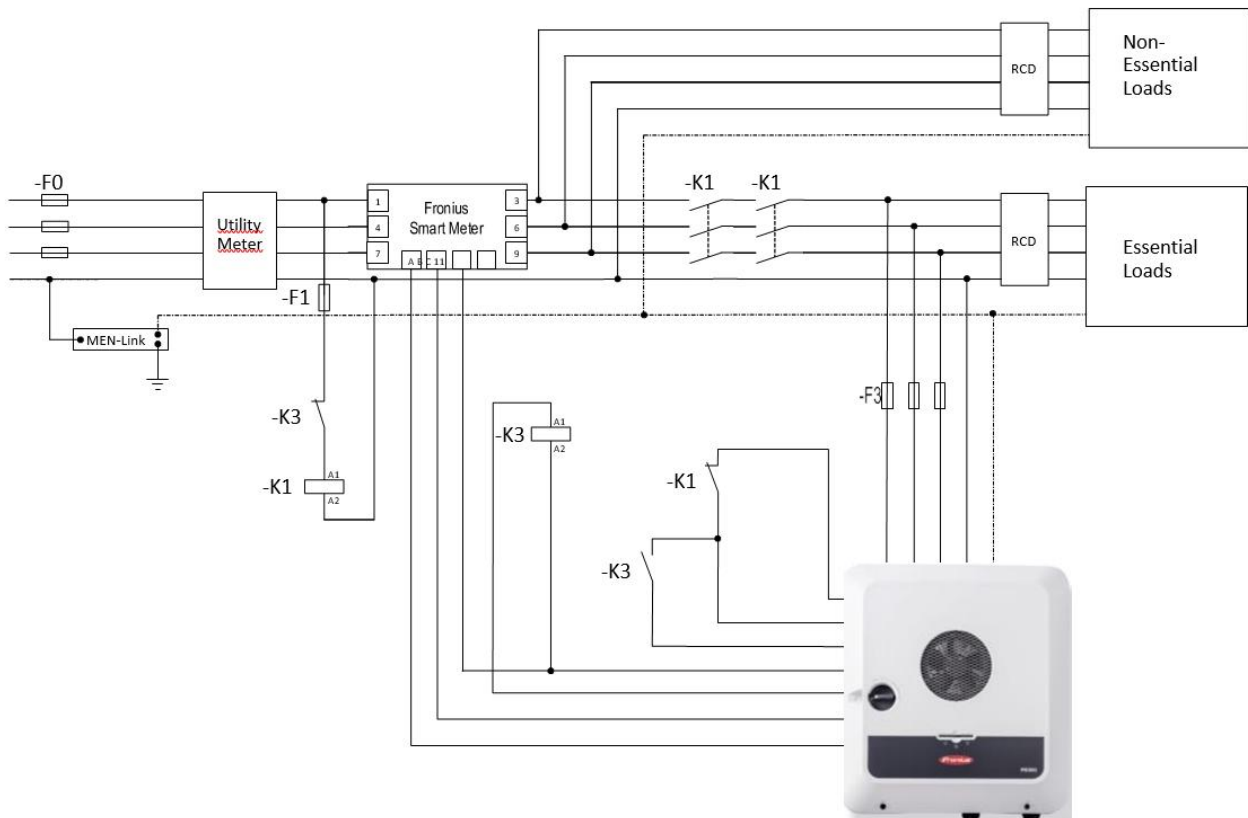 Non-
Essential
Loads
RCD
-F0
Utility
Meter
1
4
7
Fronius
Smart Meter
A B C 11
3
6
9
-K1
-K1
RCD
Essential
Loads
-F1
MEN-Link
-K3
-K1
A1
A2
-K3
A1
A2
-F3
-K1
-K3
Fronius